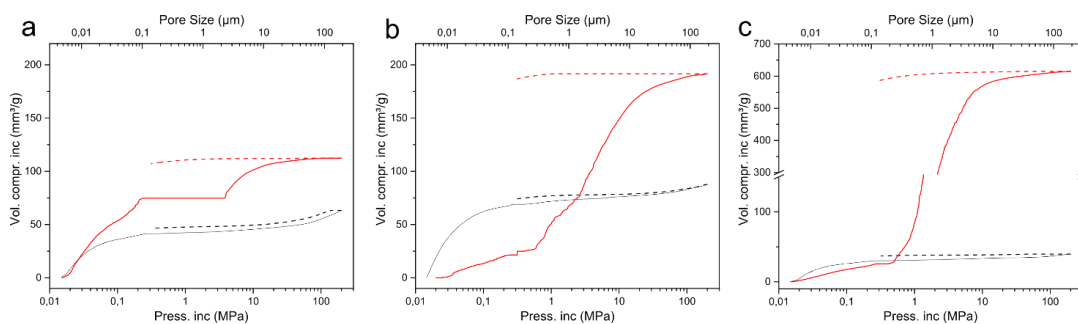 a
Pore Size (µm)
0,01 0,1 1 10 100
Vol. compr. inc (mm³/g)
200
150
100
50
0
0,01 0,1 1 10 100
Press. inc (MPa)
b
Pore Size (µm)
0,01 0,1 1 10 100
Vol. compr. inc (mm³/g)
200
150
100
50
0
0,01 0,1 1 10 100
Press. inc (MPa)
c
Pore Size (µm)
0,01 0,1 1 10 100
Vol. compr. inc (mm³/g)
700
600
500
400
300
100
0
0,01 0,1 1 10 100
Press. inc (MPa)